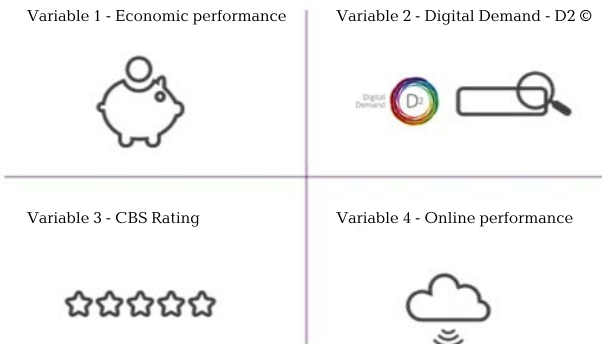 Variable 1 - Economic performance
Variable 2 - Digital Demand - D2 ©
Digital
Demand
D2
Variable 3 - CBS Rating
Variable 4 - Online performance